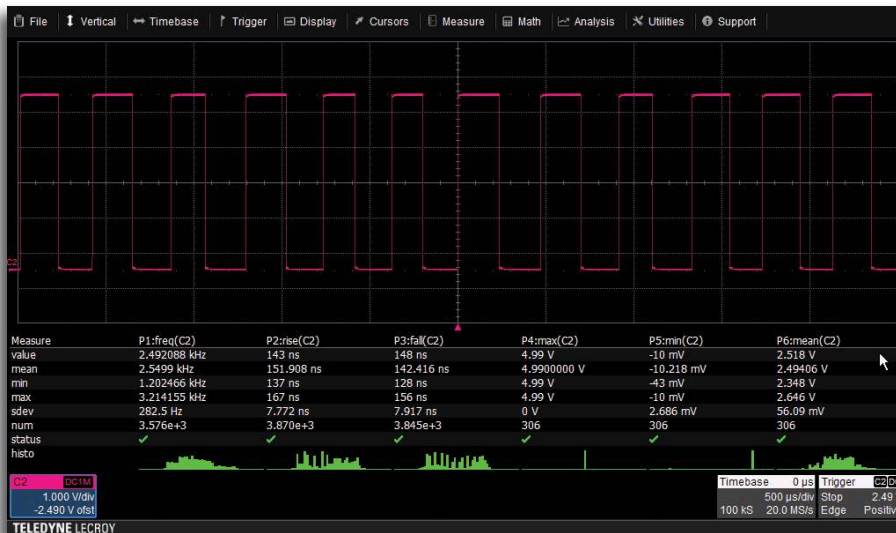 File Vertical Timebase Trigger Display Cursors Measure Math Analysis Utilities Support
C2
Measure P1:freq(C2) P2:rise(C2) P3:fall(C2) P4:max(C2) P5:min(C2) P6:mean(C2)
value 2.492088 kHz 143 ns 148 ns 4.99 V -10 mV 2.518 V
mean 2.5499 kHz 151.908 ns 142.416 ns 4.9900000 V -10.218 mV 2.49406 V
min 1.202466 kHz 137 ns 128 ns 4.99 V -43 mV 2.348 V
max 3.214155 kHz 167 ns 156 ns 4.99 V -10 mV 2.646 V
sdev 282.5 Hz 7.772 ns 7.917 ns 0 V 2.686 mV 56.09 mV
num 3.576e+3 3.870e+3 3.845e+3 306 306 306
status
histo
C2 DC1M Timebase 0 µs Trigger C2
1.000 V/div 500 µs/div Stop 2.49
-2.490 V ofst 100 kS 20.0 MS/s Edge Positiv
TELEDYNE LECROY